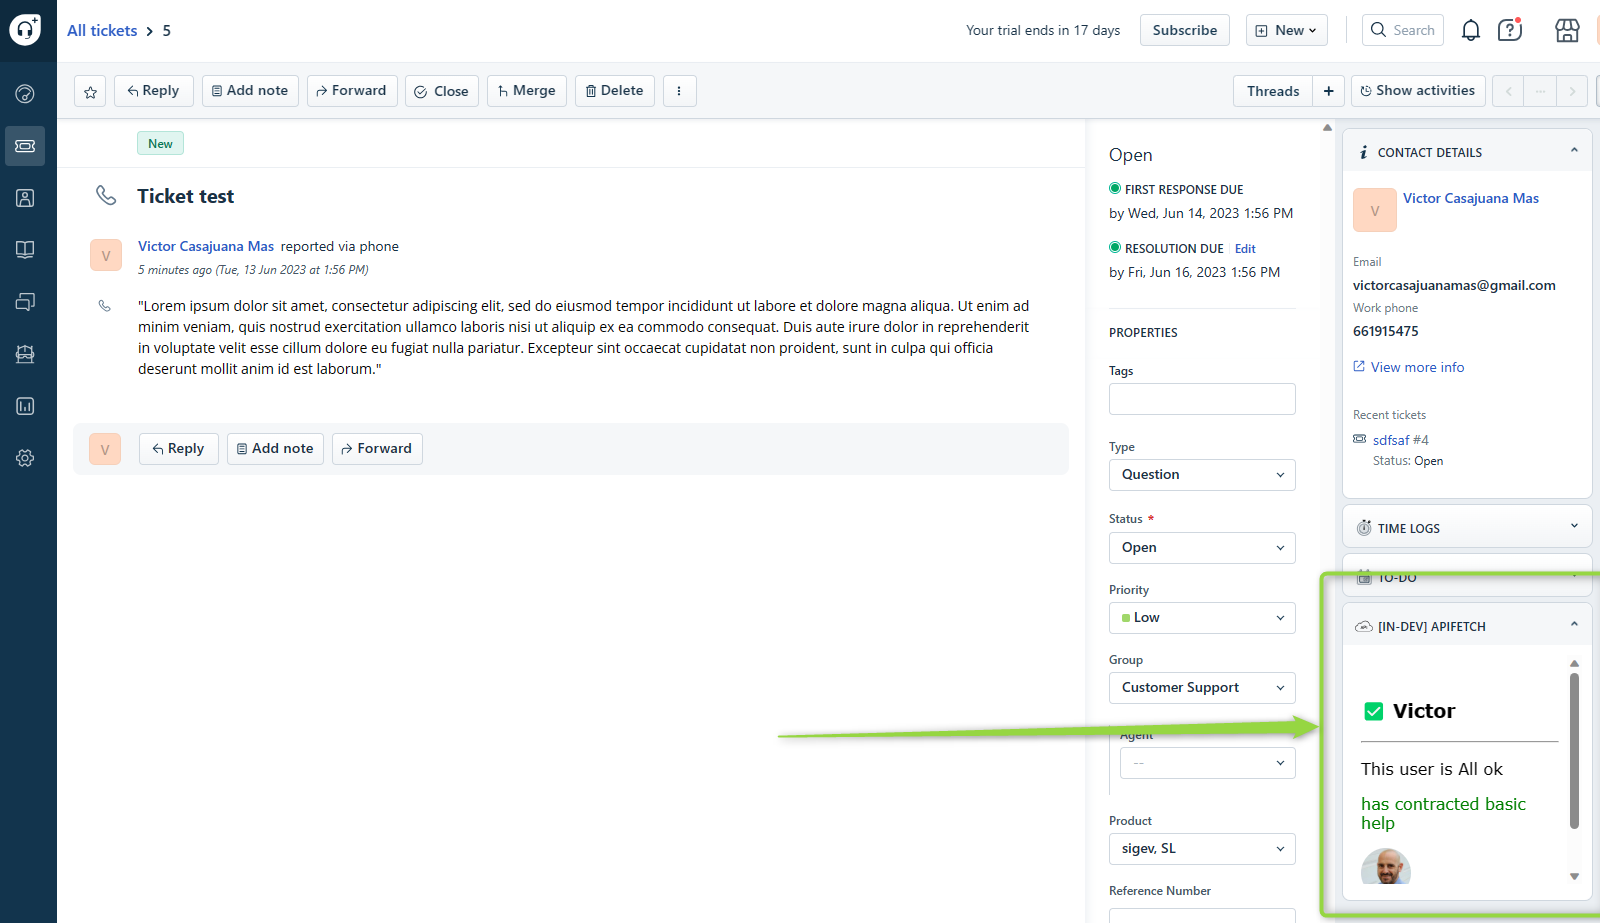 All tickets > 5
Your trial ends in 17 days
Subscribe
New
Search
Reply
Add note
Forward
Close
Merge
Delete
Threads
+
Show activities
New
Ticket test
V
Victor Casajuana Mas reported via phone
5 minutes ago (Tue, 13 Jun 2023 at 1:56 PM)
"Lorem ipsum dolor sit amet, consectetur adipiscing elit, sed do eiusmod tempor incididunt ut labore et dolore magna aliqua. Ut enim ad
minim veniam, quis nostrud exercitation ullamco laboris nisi ut aliquip ex ea commodo consequat. Duis aute irure dolor in reprehenderit
in voluptate velit esse cillum dolore eu fugiat nulla pariatur. Excepteur sint occaecat cupidatat non proident, sunt in culpa qui officia
deserunt mollit anim id est laborum."
V
Reply
Add note
Forward
Open
FIRST RESPONSE DUE
by Wed, Jun 14, 2023 1:56 PM
RESOLUTION DUE Edit
by Fri, Jun 16, 2023 1:56 PM
PROPERTIES
Tags
Type
Question
Status *
Open
Priority
Low
Group
Customer Support
Agent
--
Product
sigev, SL
Reference Number
CONTACT DETAILS
V
Victor Casajuana Mas
Email
victorcasajuanamas@gmail.com
Work phone
661915475
View more info
Recent tickets
sdfsaf #4
Status: Open
TIME LOGS
TO-DO
[IN-DEV] APIFETCH
Victor
This user is All ok
has contracted basic
help